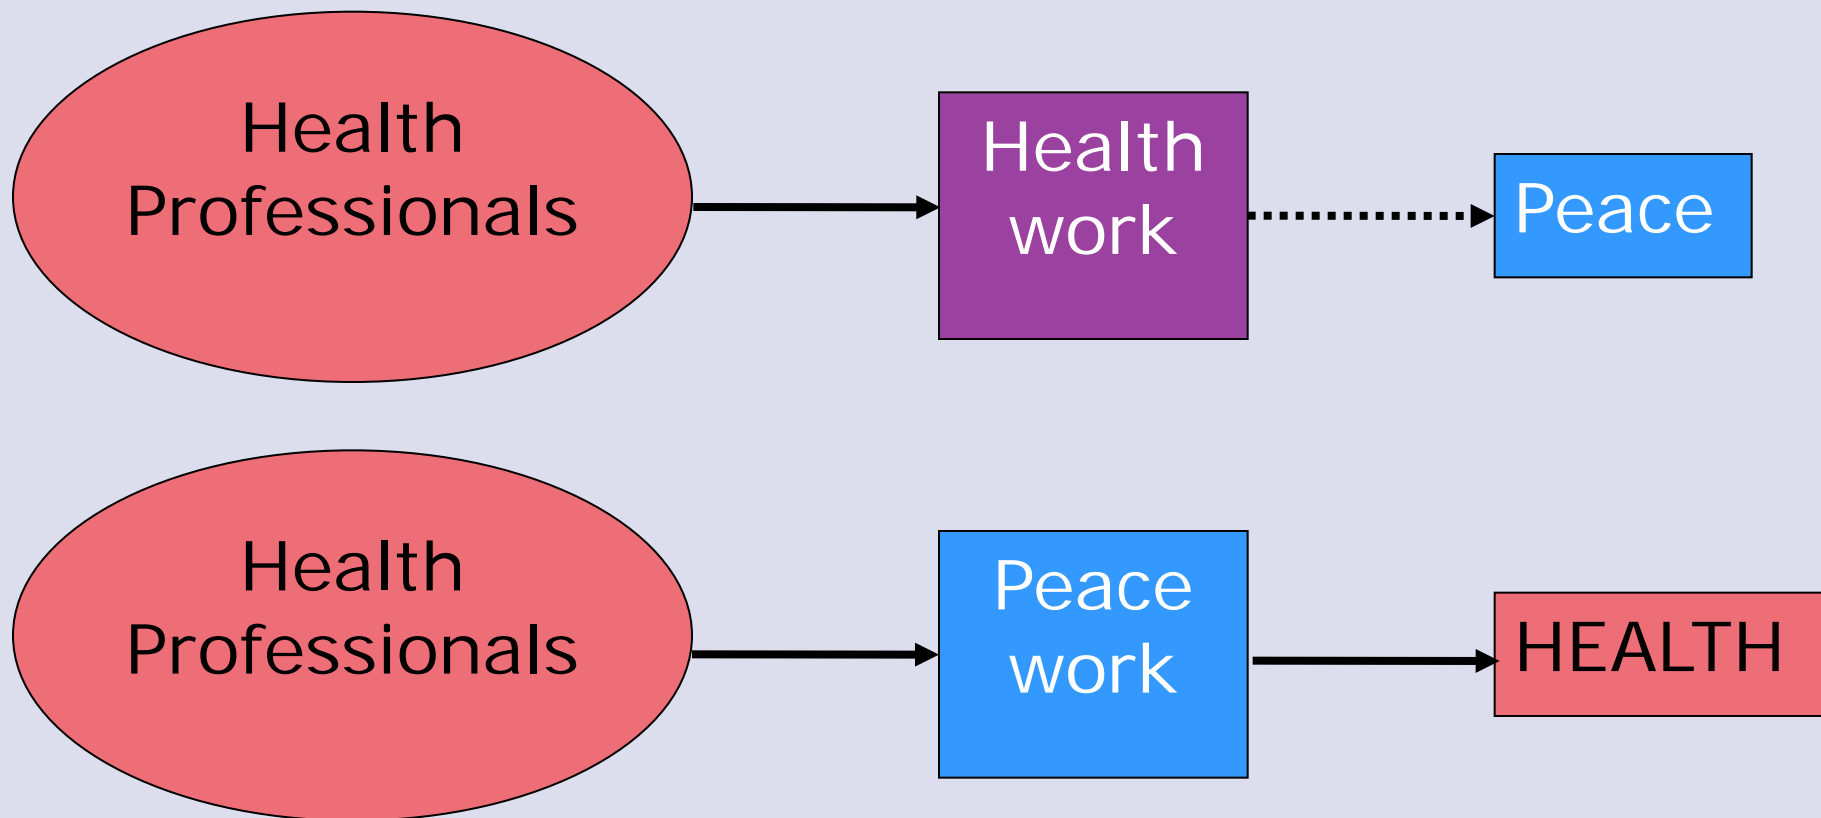 Health
Professionals
Health
work
Peace
Health
Professionals
Peace
work
HEALTH